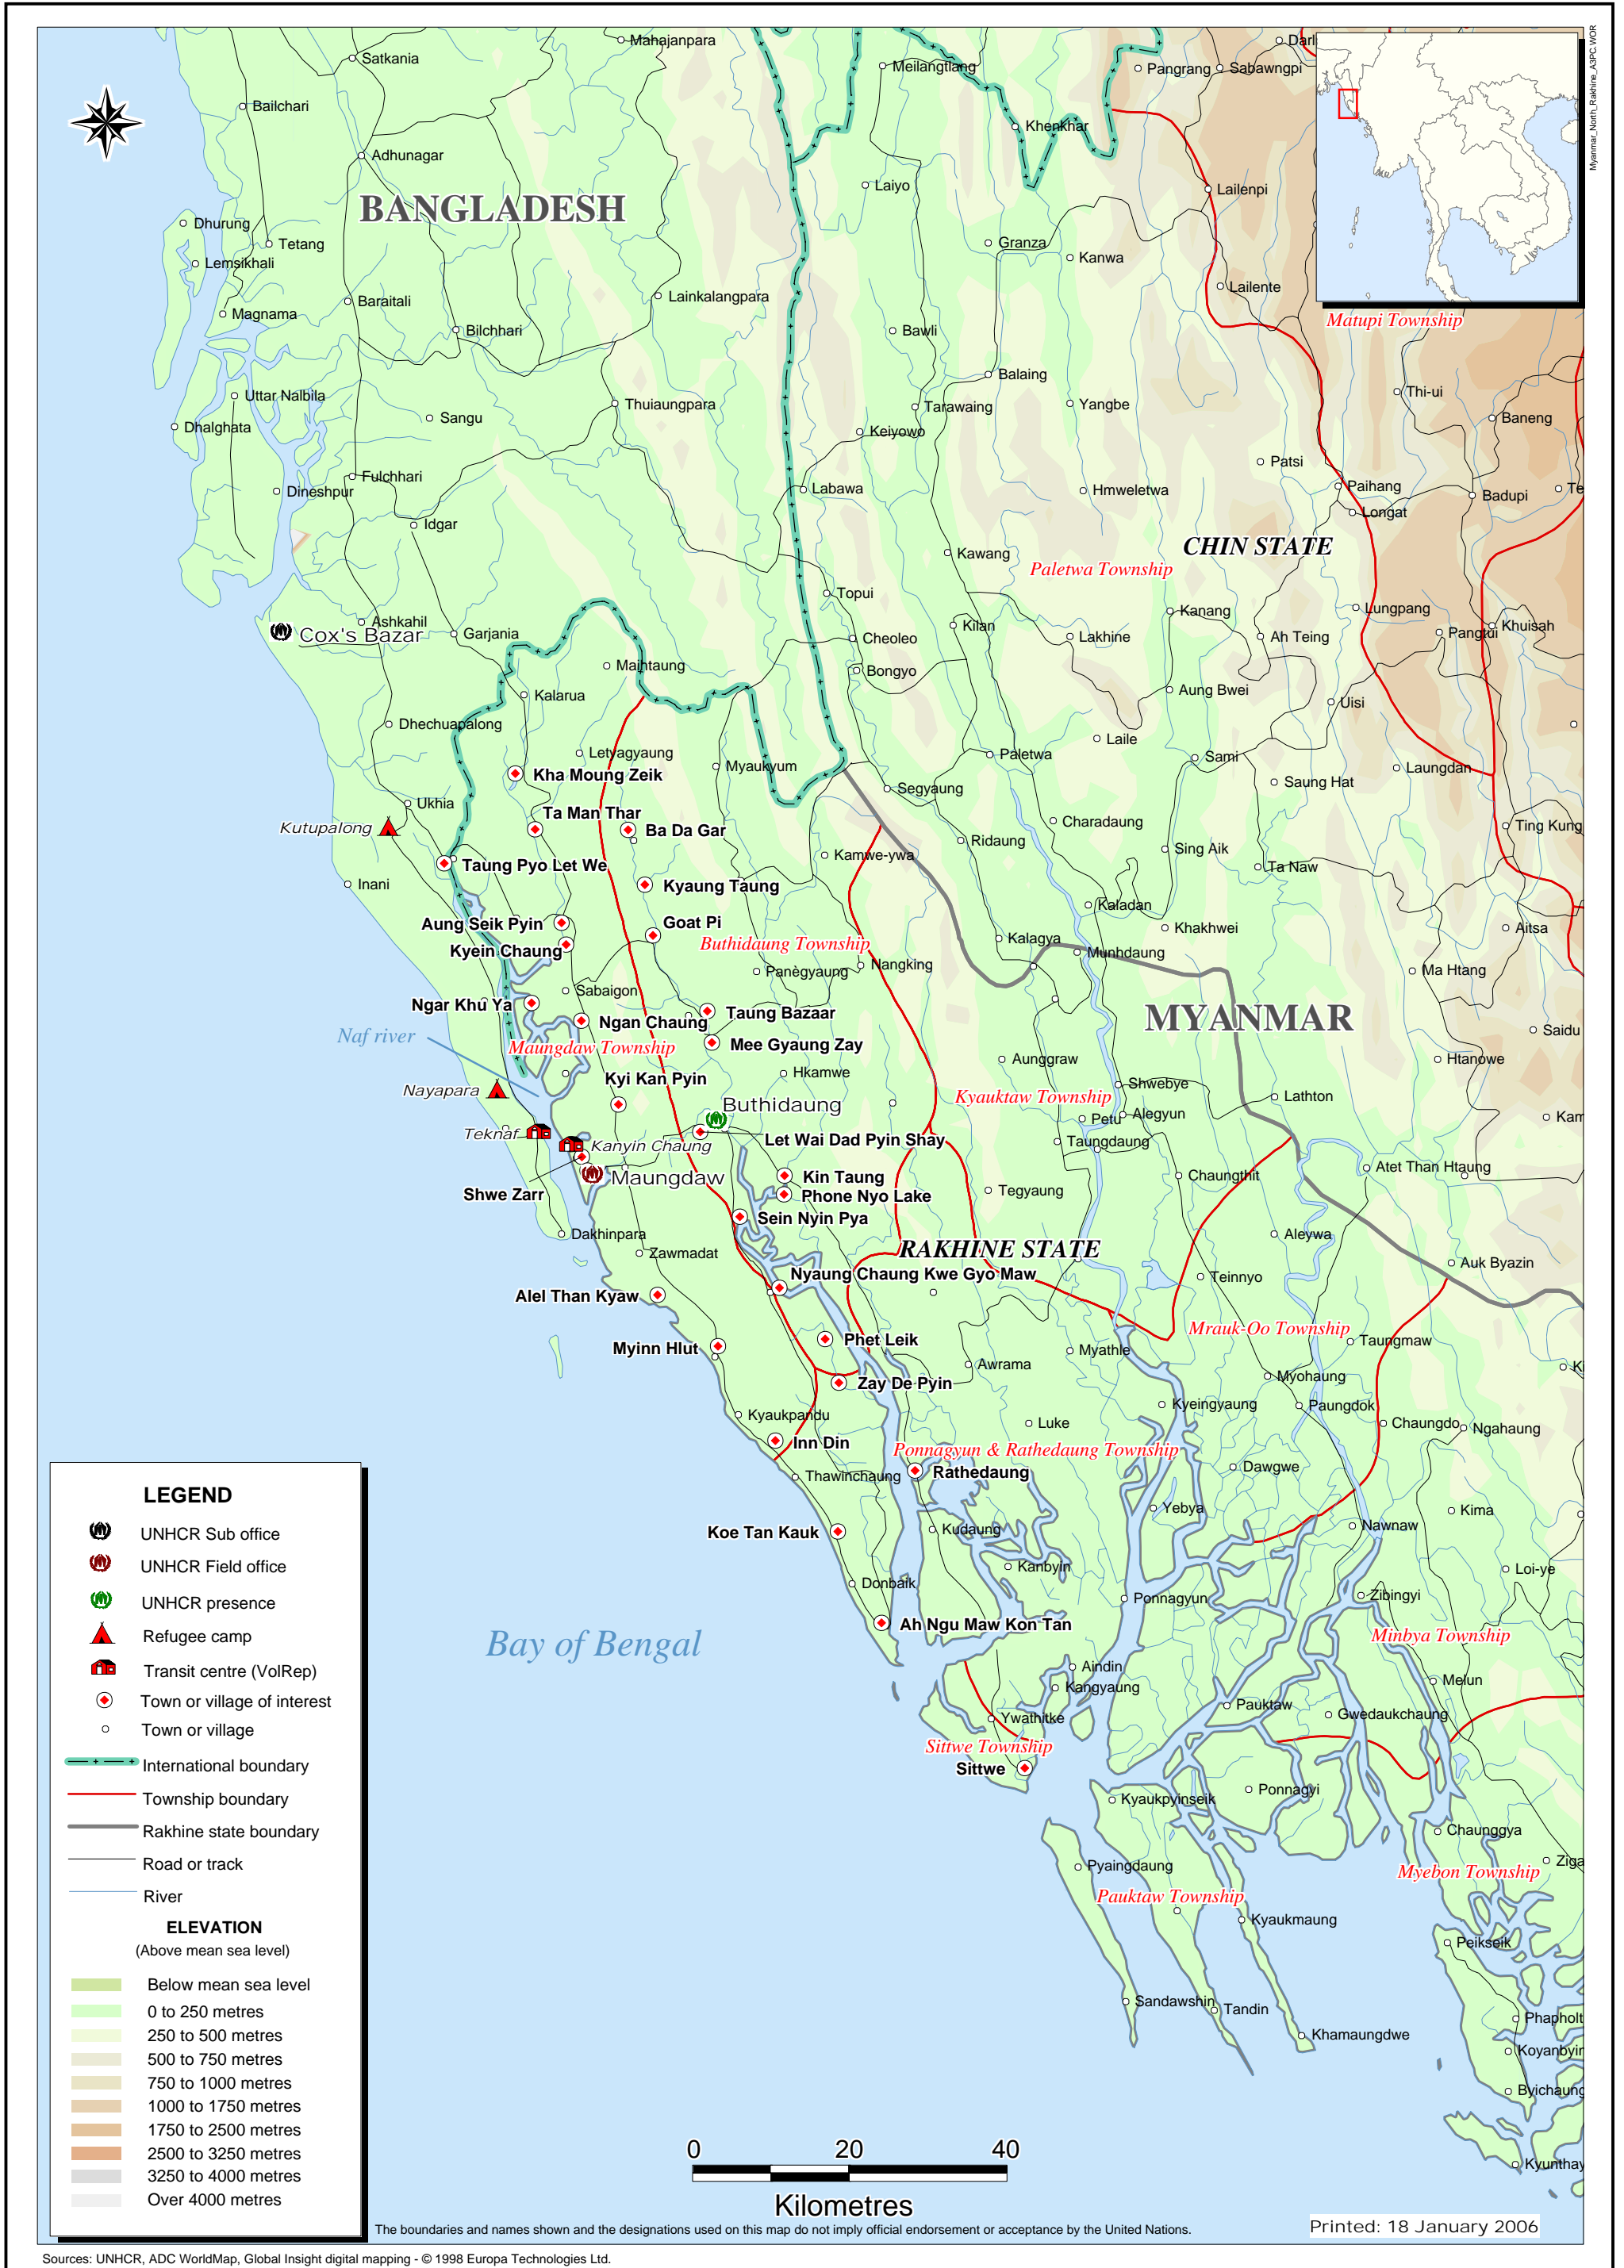 Myanmar_North_Rakhine_A3PC.WOR
Mahajanpara
Satkania
Meilangtlang
Pangrang
Sabawngpi
Bailchari
Khenkhar
Adhunagar
Laiyo
Lailenpi
BANGLADESH
Dhurung
Tetang
Granza
Kanwa
Lemsikhali
Lailente
Baraitali
Lainkalangpara
Magnama
Matupi Township
Bilchhari
Bawli
Balaing
Thi-ui
Uttar Nalbila
Thuiaungpara
Tarawaing
Yangbe
Sangu
Baneng
Dhalghata
Keiyowo
Patsi
Fulchhari
Paihang
Dineshpur
Labawa
Hmweletwa
Badupi
Te
Longat
Idgar
CHIN STATE
Kawang
Paletwa Township
Topui
Lungpang
Kanang
Ashkahil
Kilan
Khuisah
Cox's Bazar
Garjania
Cheoleo
Lakhine
Ah Teing
Pangtui
Bongyo
Kalarua
Aung Bwei
Uisi
Dhechuapalong
Laile
Letyagyaung
Paletwa
Sami
Myaukyum
Laungdan
Kha Moung Zeik
Segyaung
Saung Hat
Ukhia
Ta Man Thar
Charadaung
Kutupalong
Ba Da Gar
Ting Kung
Ridaung
Kamwe-ywa
Sing Aik
Taung Pyo Let We
Ta Naw
Inani
Kyaung Taung
Kaladan
Aung Seik Pyin
Goat Pi
Khakhwei
Aitsa
Buthidaung Township
Kalagya
Kyein Chaung
Munhdaung
Nangking
Panègyaung
Ma Htang
Sabaigon
Ngar Khu Ya
Taung Bazaar
MYANMAR
Ngan Chaung
Saidu
Naf river
Maungdaw Township
Mee Gyaung Zay
Aunggraw
Htanowe
Hkamwe
Kyi Kan Pyin
Shwebye
Nayapara
Kyauktaw Township
Lathton
Buthidaung
Petu
Alegyun
Kam
Teknaf
Kanyin Chaung
Let Wai Dad Pyin Shay
Taungdaung
Atet Than Htaung
Maungdaw
Kin Taung
Chaungthit
Shwe Zarr
Phone Nyo Lake
Tegyaung
Sein Nyin Pya
Dakhinpara
Aleywa
Zawmadat
RAKHINE STATE
Auk Byazin
Nyaung Chaung Kwe Gyo Maw
Teinnyo
Alel Than Kyaw
Mrauk-Oo Township
Phet Leik
Taungmaw
Myinn Hlut
Myathle
Awrama
Ki
Myohaung
Zay De Pyin
Kyeingyaung
Paungdok
Kyaukpandu
Luke
Chaungdo
Ngahaung
Inn Din
Ponnagyun & Rathedaung Township
Dawgwe
Thawinchaung
Rathedaung
Yebya
Kima
Koe Tan Kauk
Kudaung
Nawnaw
Kanbyin
Loi-ye
Donbaik
Ponnagyun
Zibingyi
Ah Ngu Maw Kon Tan
Minbya Township
Bay of Bengal
Aindin
Melun
Kangyaung
Pauktaw
Gwedaukchaung
Ywathitke
Sittwe Township
Sittwe
Ponnagyi
Kyaukpyinseik
Chaunggya
Pyaingdaung
Ziga
Myebon Township
Pauktaw Township
Kyaukmaung
Peikseik
Sandawshin
Tandin
Phapholt
Khamaungdwe
Koyanbyin
Byichaung
Kyunthay
LEGEND
UNHCR Sub office
UNHCR Field office
UNHCR presence
Refugee camp
Transit centre (VolRep)
Town or village of interest
Town or village
International boundary
Township boundary
Rakhine state boundary
Road or track
River
ELEVATION
(Above mean sea level)
Below mean sea level
0 to 250 metres
250 to 500 metres
500 to 750 metres
750 to 1000 metres
1000 to 1750 metres
1750 to 2500 metres
2500 to 3250 metres
3250 to 4000 metres
Over 4000 metres
0 20 40
Kilometres
The boundaries and names shown and the designations used on this map do not imply official endorsement or acceptance by the United Nations.
Printed: 18 January 2006
Sources: UNHCR, ADC WorldMap, Global Insight digital mapping - © 1998 Europa Technologies Ltd.